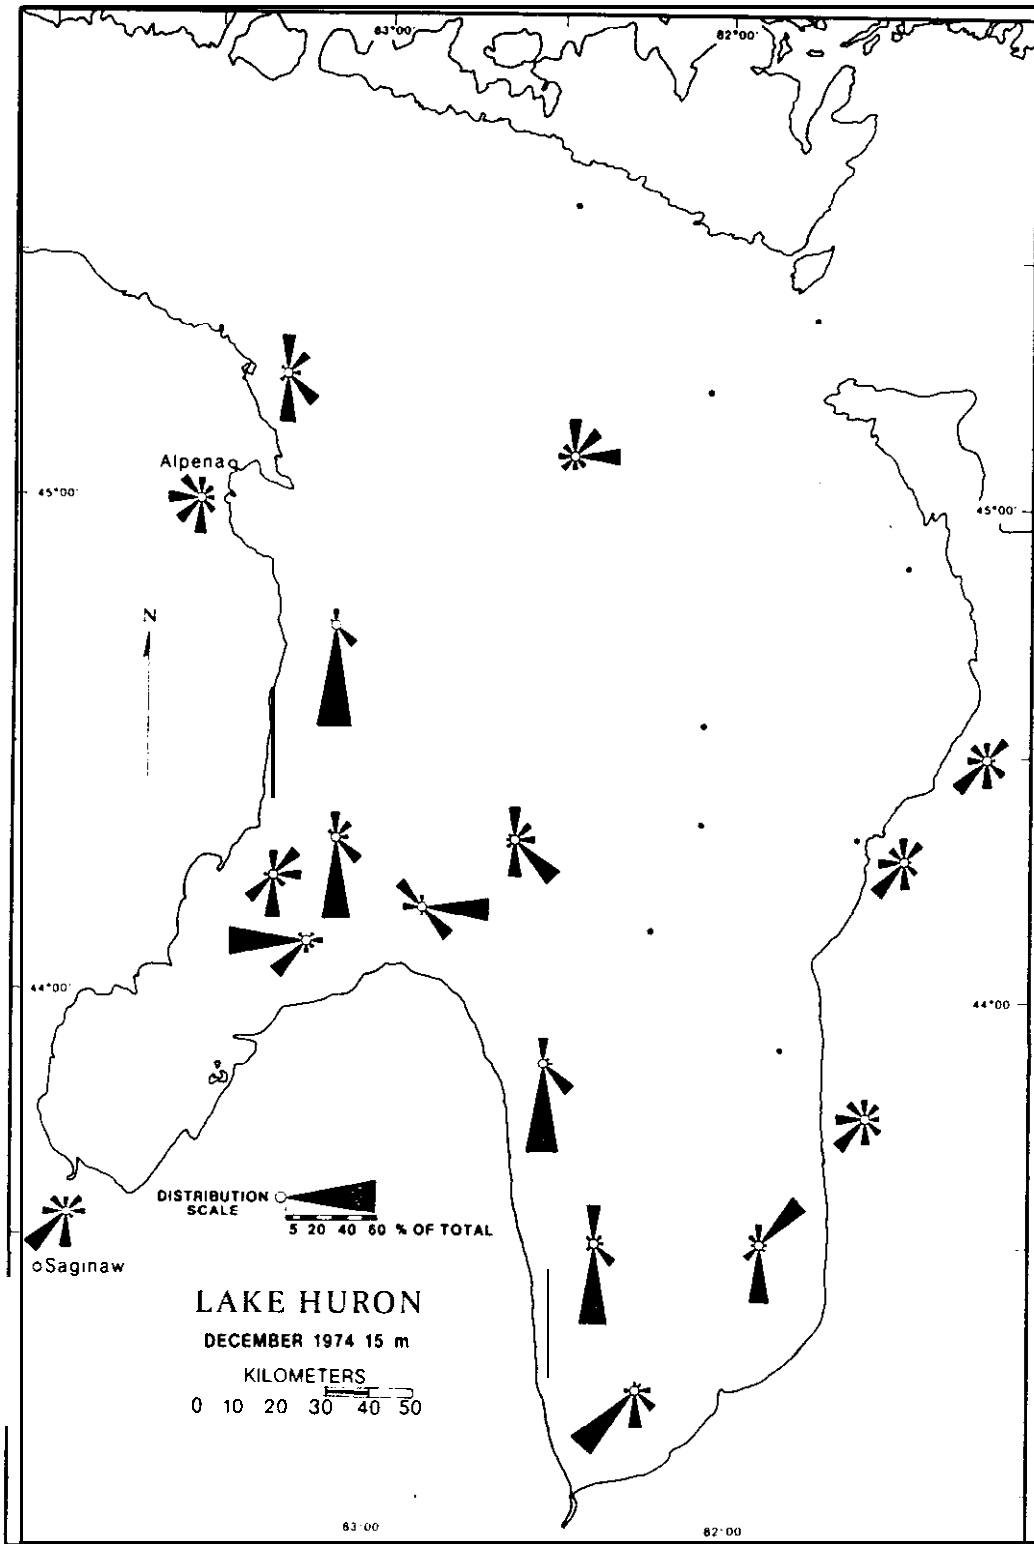 83°00'
82°00'
Alpena
45°00'
45°00'
N
44°00'
44°00'
DISTRIBUTION
SCALE
5 20 40 60 % OF TOTAL
Saginaw
LAKE HURON
DECEMBER 1974 15 m
KILOMETERS
0 10 20 30 40 50
83°00
82°00